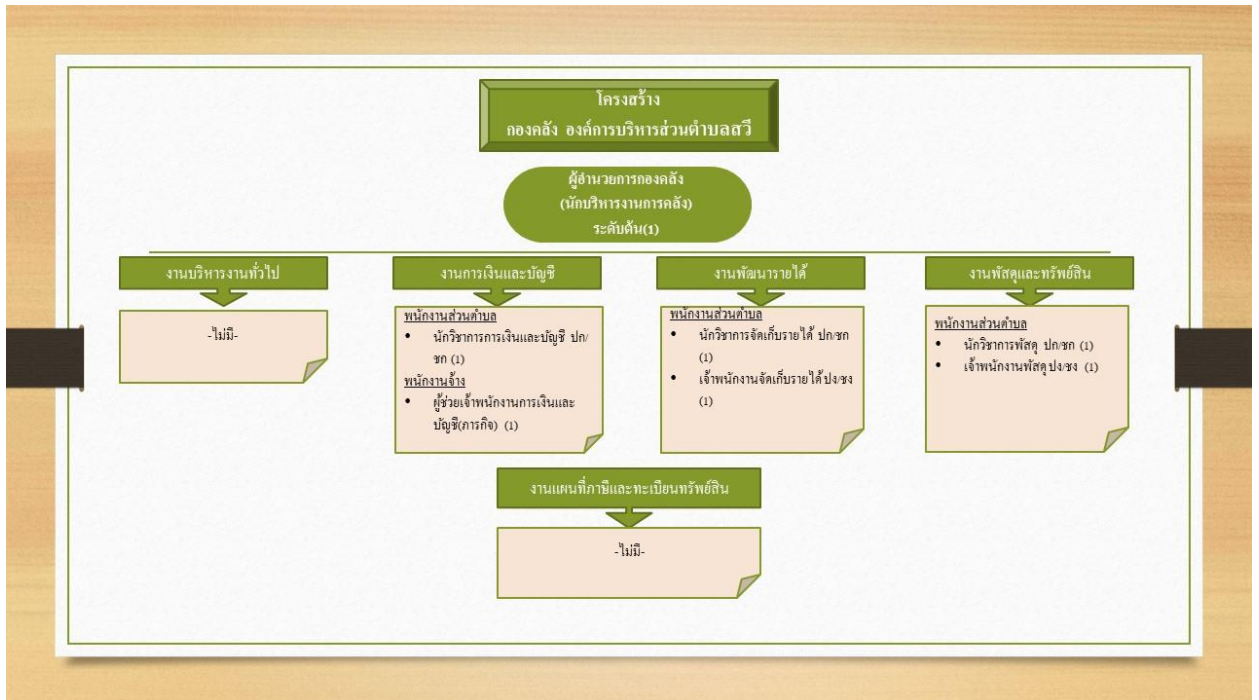 โครงสร้าง
กองคลัง องค์การบริหารส่วนตำบลสวี
ผู้อำนวยการกองคลัง
(นักบริหารงานการคลัง)
ระดับต้น(1)
งานบริหารงานทั่วไป
-ไม่มี-
งานการเงินและบัญชี
พนักงานส่วนตำบล
• นักวิชาการการเงินและบัญชี ปก/
ชก (1)
พนักงานจ้าง
• ผู้ช่วยเจ้าพนักงานการเงินและ
บัญชี(ภารกิจ) (1)
งานพัฒนารายได้
พนักงานส่วนตำบล
• นักวิชาการจัดเก็บรายได้ ปก/ชก
(1)
• เจ้าพนักงานจัดเก็บรายได้ ปง/ชง
(1)
งานพัสดุและทรัพย์สิน
พนักงานส่วนตำบล
• นักวิชาการพัสดุ ปก/ชก (1)
• เจ้าพนักงานพัสดุ ปง/ชง (1)
งานแผนที่ภาษีและทะเบียนทรัพย์สิน
-ไม่มี-